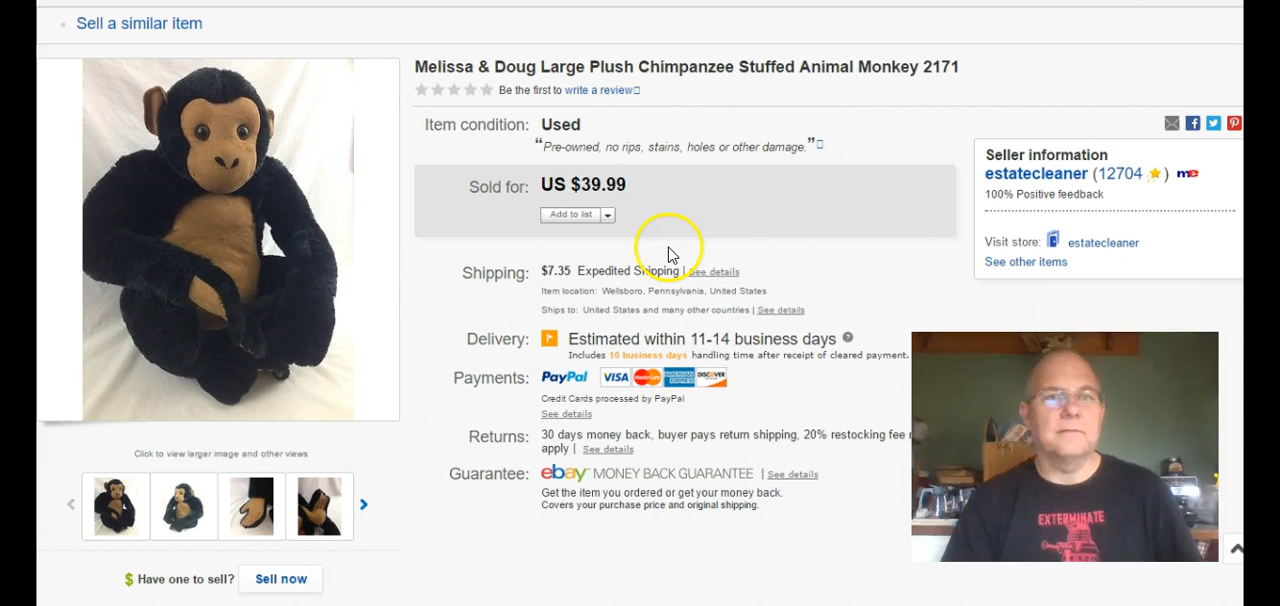 Sell a similar item
Melissa & Doug Large Plush Chimpanzee Stuffed Animal Monkey 2171
Be the first to write a review
Item condition: Used
“Pre-owned, no rips, stains, holes or other damage.”
Sold for: US $39.99
Add to list
Shipping: $7.35 Expedited Shipping | See details
Item location: Wellsboro, Pennsylvania, United States
Ships to: United States and many other countries | See details
Delivery: Estimated within 11-14 business days
Includes 10 business days handling time after receipt of cleared payment.
Payments: PayPal VISA MasterCard AMERICAN EXPRESS DISCOVER
Credit Cards processed by PayPal
See details
Returns: 30 days money back, buyer pays return shipping, 20% restocking fee
apply | See details
Guarantee: ebay MONEY BACK GUARANTEE | See details
Get the item you ordered or get your money back.
Covers your purchase price and original shipping.
Seller information
estatecleaner (12704) me
100% Positive feedback
Visit store: estatecleaner
See other items
Click to view larger image and other views
$ Have one to sell? Sell now
EXTERMINATE